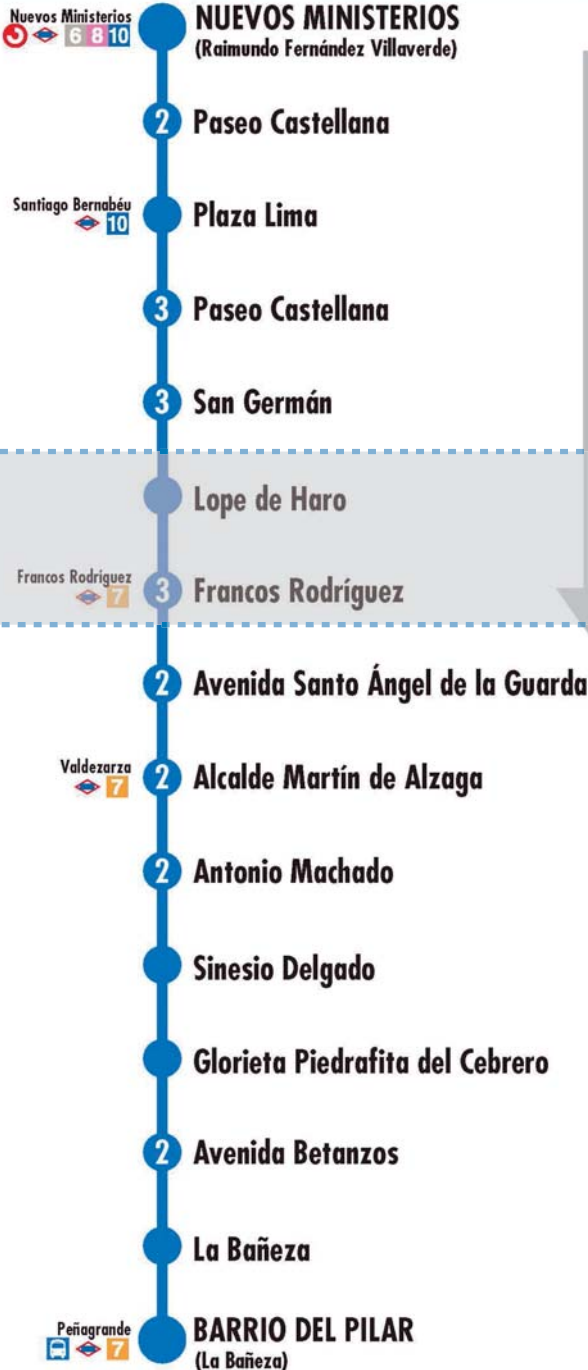 Nuevos Ministerios
6 8 10
NUEVOS MINISTERIOS
(Raimundo Fernández Villaverde)
2 Paseo Castellana
Santiago Bernabéu
10
Plaza Lima
3 Paseo Castellana
3 San Germán
Lope de Haro
Francos Rodríguez
7
3 Francos Rodríguez
2 Avenida Santo Ángel de la Guarda
Valdezarza
7
2 Alcalde Martín de Alzaga
2 Antonio Machado
Sinesio Delgado
Glorieta Piedrafita del Cebrero
2 Avenida Betanzos
La Bañeza
Peñagrande
7
BARRIO DEL PILAR
(La Bañeza)